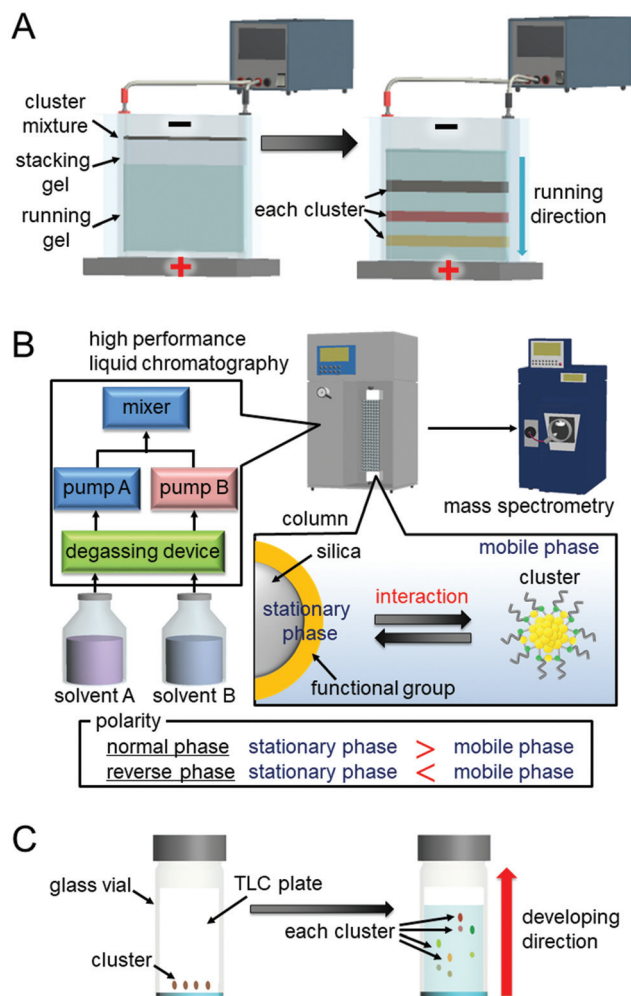 A
cluster
mixture
stacking
gel
running
gel
−
+
each cluster
−
+
running
direction
B
high performance
liquid chromatography
mixer
pump A
pump B
degassing device
solvent A
solvent B
mass spectrometry
column
silica
stationary
phase
functional group
interaction
mobile phase
cluster
polarity
normal phase stationary phase > mobile phase
reverse phase stationary phase < mobile phase
C
glass vial
TLC plate
cluster
each cluster
developing
direction